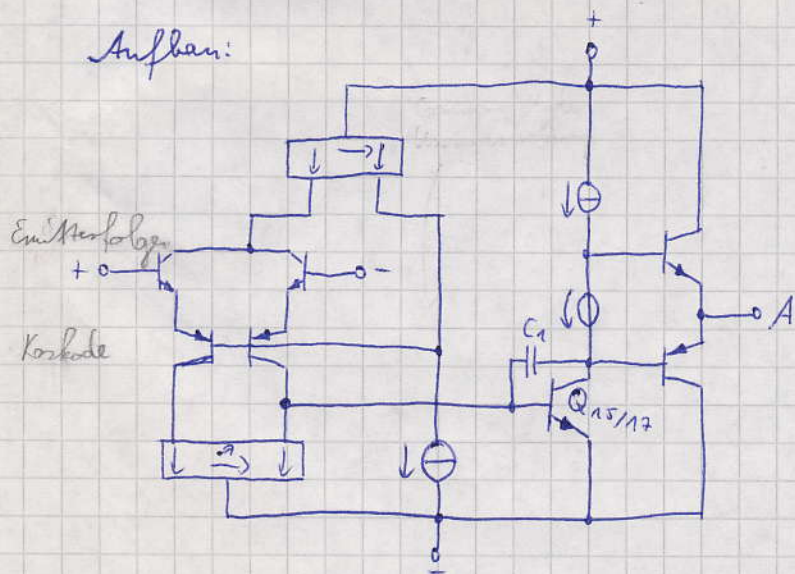 Aufbau:
+
Emitterfolger
+
-
Kaskode
C1
A
Q15/17
-